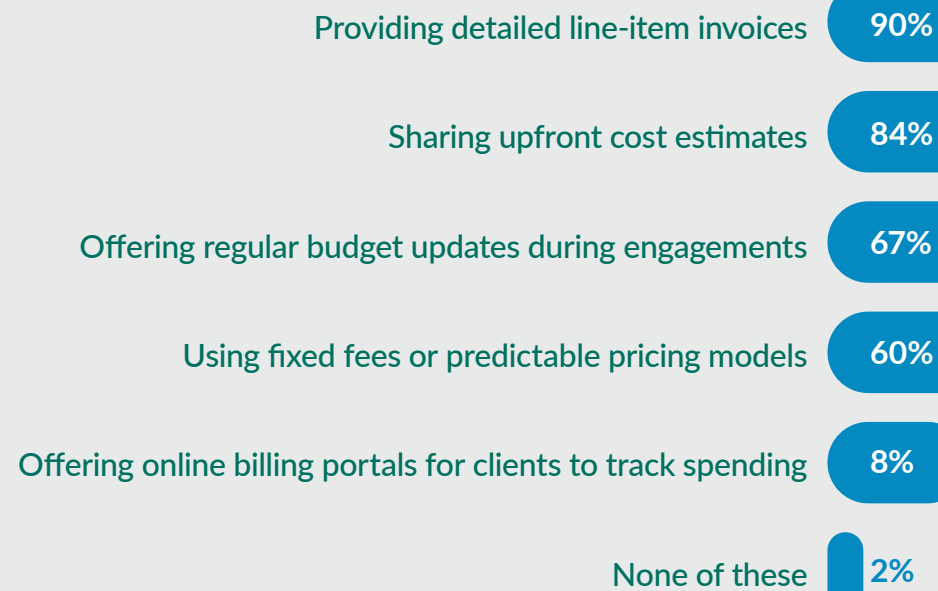 Providing detailed line-item invoices 90%
Sharing upfront cost estimates 84%
Offering regular budget updates during engagements 67%
Using fixed fees or predictable pricing models 60%
Offering online billing portals for clients to track spending 8%
None of these 2%